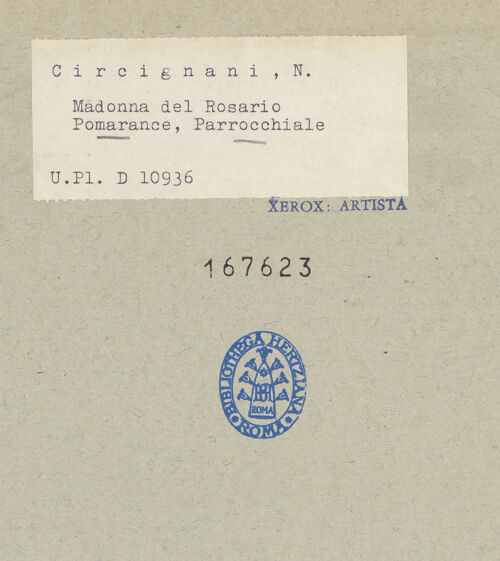 Circignani, N.
Madonna del Rosario
Pomarance, Parrocchiale
U.Pl. D 10936
XEROX: ARTISTA
167623
BIBLIOTHECA HERTZIANA
ROMA
ROMA